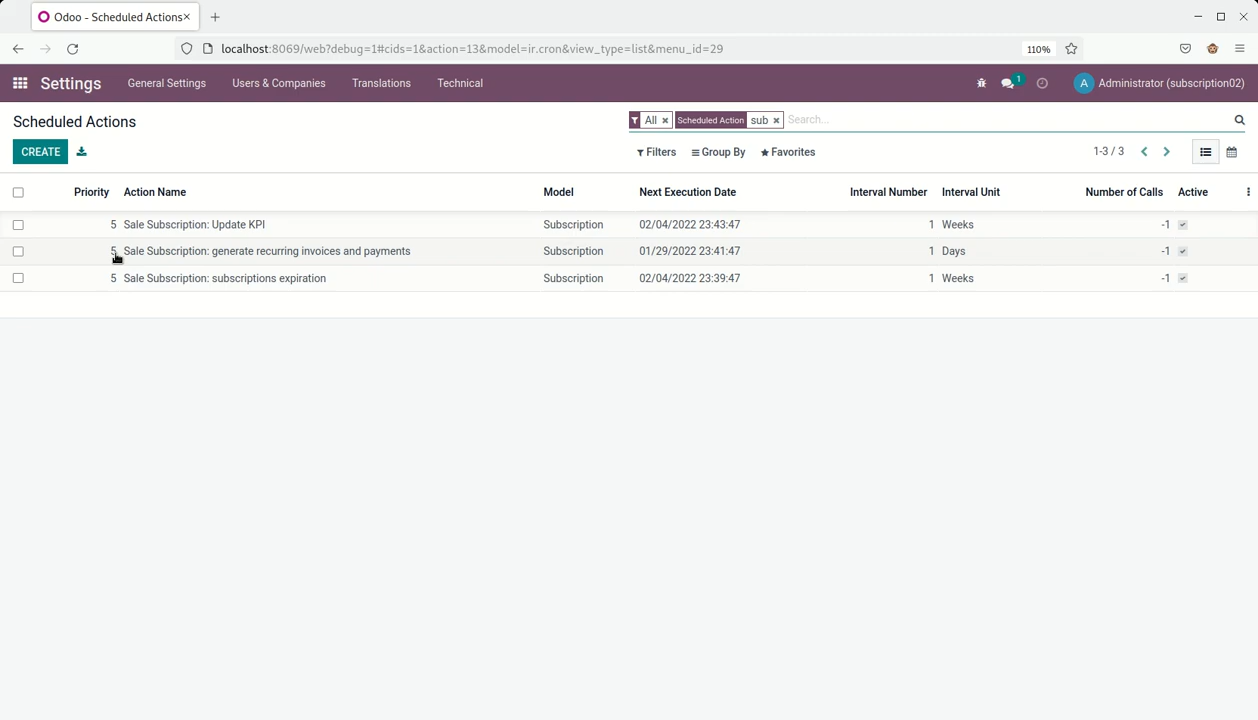 Odoo - Scheduled Actions
localhost:8069/web?debug=1#cids=1&action=13&model=ir.cron&view_type=list&menu_id=29 110%
Settings General Settings Users & Companies Translations Technical 1 A Administrator (subscription02)
Scheduled Actions All Scheduled Action sub Search...
CREATE Filters Group By Favorites 1-3 / 3
Priority Action Name Model Next Execution Date Interval Number Interval Unit Number of Calls Active
5 Sale Subscription: Update KPI Subscription 02/04/2022 23:43:47 1 Weeks -1
5 Sale Subscription: generate recurring invoices and payments Subscription 01/29/2022 23:41:47 1 Days -1
5 Sale Subscription: subscriptions expiration Subscription 02/04/2022 23:39:47 1 Weeks -1